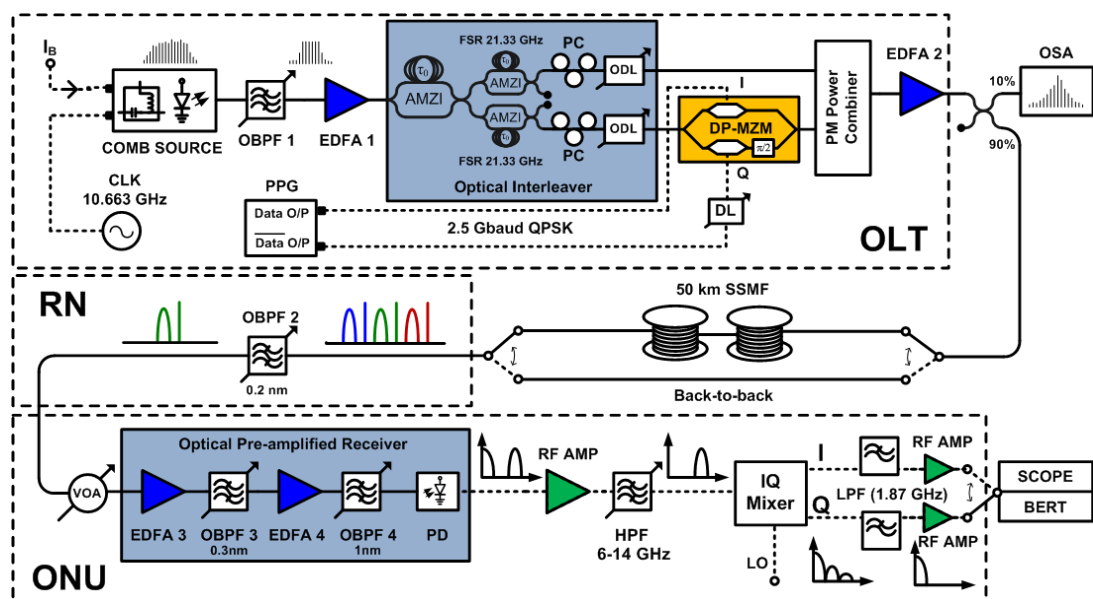 I_B
COMB SOURCE
CLK
10.663 GHz
OBPF 1
EDFA 1
PPG
Data O/P
Data O/P
2.5 Gbaud QPSK
FSR 21.33 GHz
τ0
τ0
AMZI
AMZI
AMZI
τ0
FSR 21.33 GHz
Optical Interleaver
PC
ODL
PC
ODL
I
DP-MZM
π/2
Q
DL
PM Power
Combiner
EDFA 2
OLT
10%
90%
OSA
RN
OBPF 2
0.2 nm
50 km SSMF
Back-to-back
Optical Pre-amplified Receiver
VOA
EDFA 3
OBPF 3
0.3nm
EDFA 4
OBPF 4
1nm
PD
ONU
RF AMP
HPF
6-14 GHz
IQ
Mixer
LO
I
Q
LPF (1.87 GHz)
RF AMP
RF AMP
SCOPE
BERT